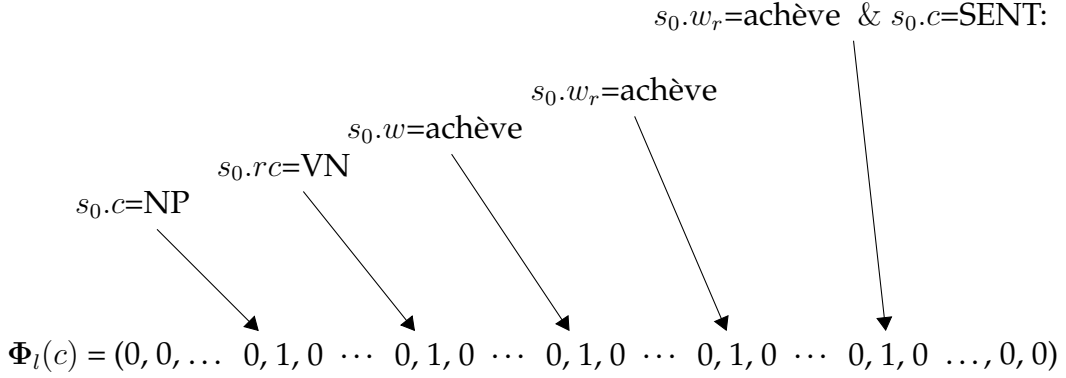 s₀.wᵣ=achève & s₀.c=SENT:
s₀.wᵣ=achève
s₀.w=achève
s₀.rc=VN
s₀.c=NP
Φₗ(c) = (0, 0, … 0, 1, 0 ⋯ 0, 1, 0 ⋯ 0, 1, 0 ⋯ 0, 1, 0 ⋯ 0, 1, 0 …, 0, 0)